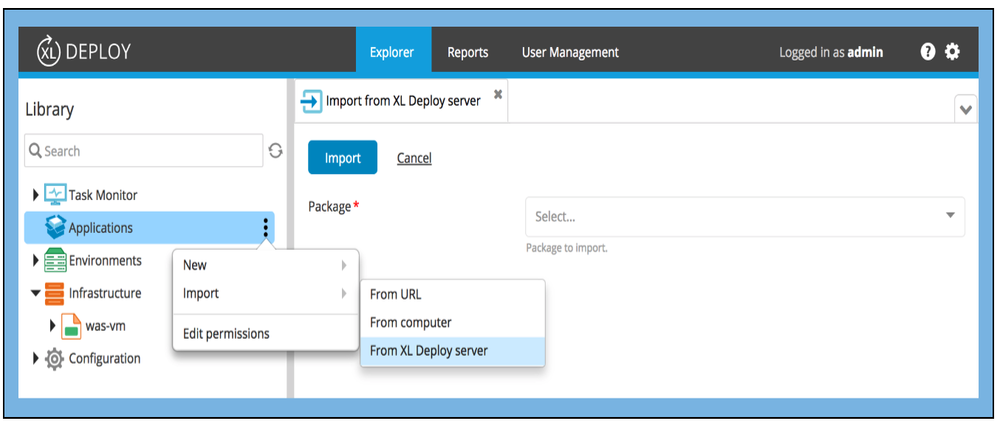 XL DEPLOY
Explorer
Reports
User Management
Logged in as admin
?
Library
Search
Task Monitor
Applications
Environments
Infrastructure
was-vm
Configuration
New
Import
Edit permissions
From URL
From computer
From XL Deploy server
Import from XL Deploy server
Import
Cancel
Package*
Select...
Package to import.